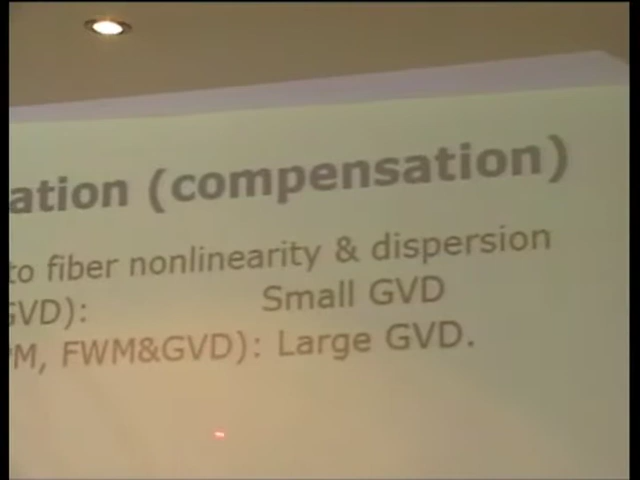 ation (compensation)
to fiber nonlinearity & dispersion
GVD): Small GVD
M, FWM&GVD): Large GVD.